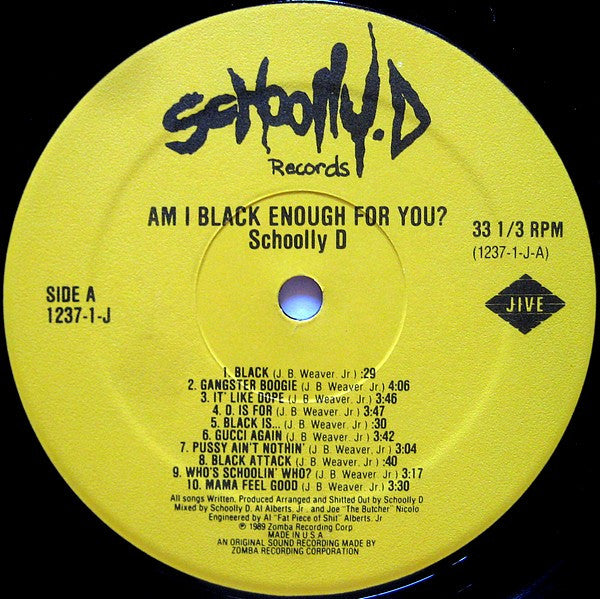 ScHoollY.D
Records
AM I BLACK ENOUGH FOR YOU?
Schoolly D
33 1/3 RPM
(1237-1-J-A)
SIDE A
1237-1-J
JIVE
1. BLACK (J. B. Weaver, Jr.) :29
2. GANGSTER BOOGIE (J. B. Weaver, Jr.) 4:06
3. IT' LIKE DOPE (J. B. Weaver, Jr.) 3:46
4. D. IS FOR (J. B. Weaver, Jr.) 3:47
5. BLACK IS... (J. B. Weaver, Jr.) :30
6. GUCCI AGAIN (J. B. Weaver, Jr.) 3:42
7. PUSSY AIN'T NOTHIN' (J. B. Weaver, Jr.) 3:04
8. BLACK ATTACK (J. B. Weaver, Jr.) :40
9. WHO'S SCHOOLIN' WHO? (J. B. Weaver, Jr.) 3:17
10. MAMA FEEL GOOD (J. B. Weaver, Jr.) 3:30
All songs Written, Produced Arranged and Shitted Out by Schoolly D
Mixed by Schoolly D, Al Alberts, Jr. and Joe "The Butcher" Nicolo
Engineered by Al "Fat Piece of Shit" Alberts, Jr.
℗ 1989 Zomba Recording Corp.
MADE IN U.S.A.
AN ORIGINAL SOUND RECORDING MADE BY
ZOMBA RECORDING CORPORATION